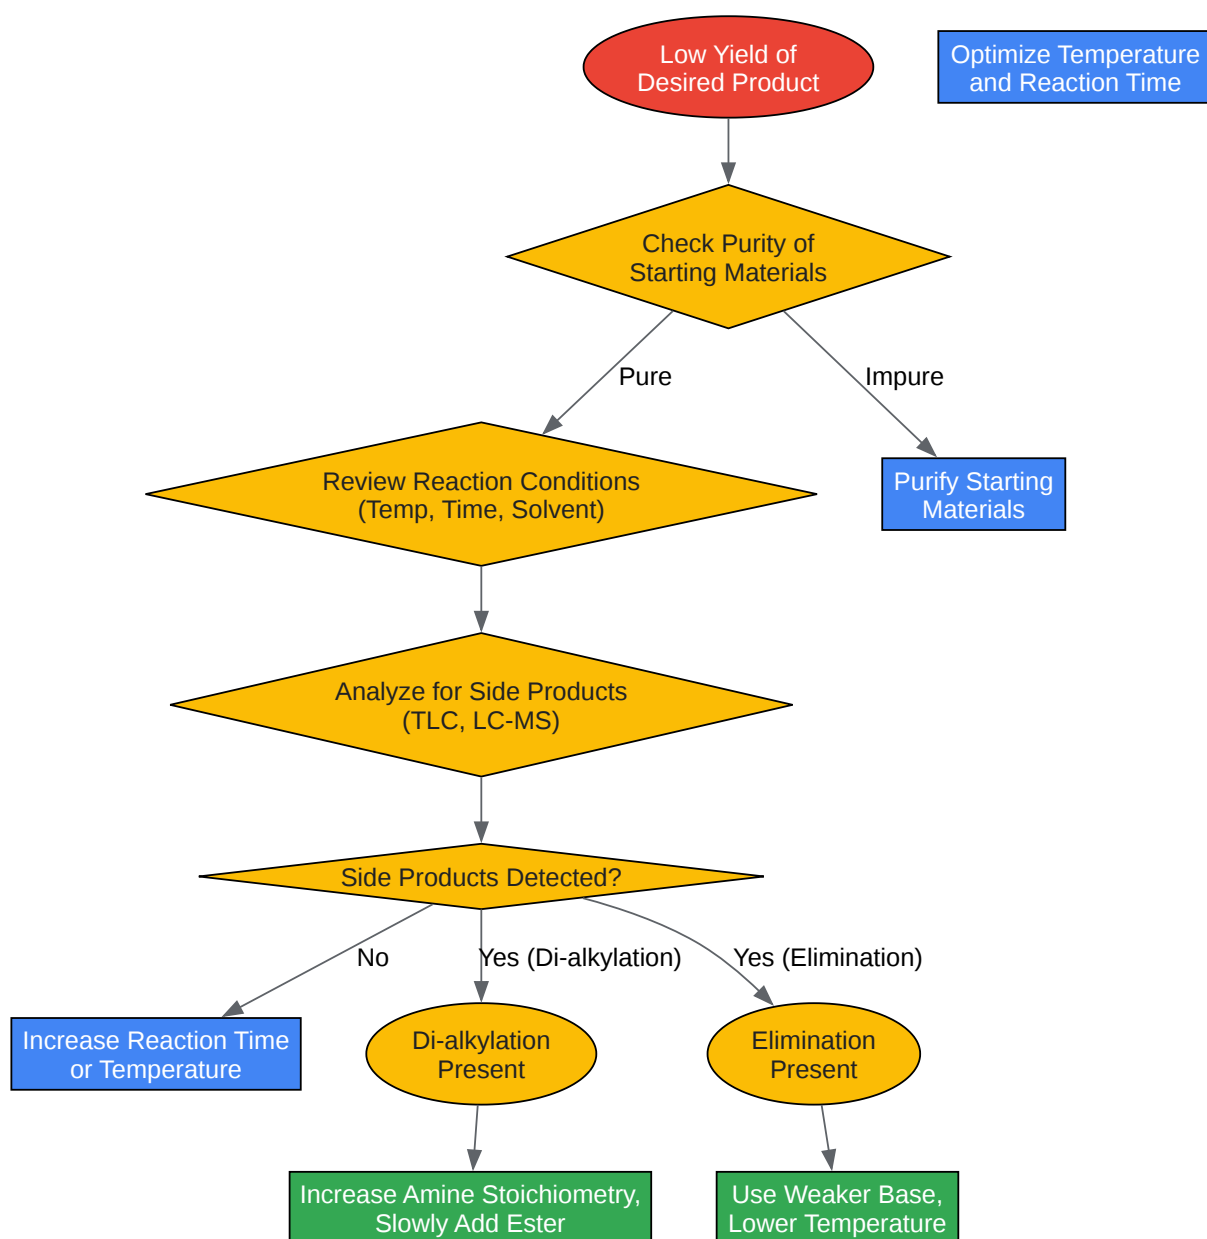 Low Yield of
Desired Product
Optimize Temperature
and Reaction Time
Check Purity of
Starting Materials
Pure
Impure
Review Reaction Conditions
(Temp, Time, Solvent)
Purify Starting
Materials
Analyze for Side Products
(TLC, LC-MS)
Side Products Detected?
No
Yes (Di-alkylation)
Yes (Elimination)
Increase Reaction Time
or Temperature
Di-alkylation
Present
Elimination
Present
Increase Amine Stoichiometry,
Slowly Add Ester
Use Weaker Base,
Lower Temperature